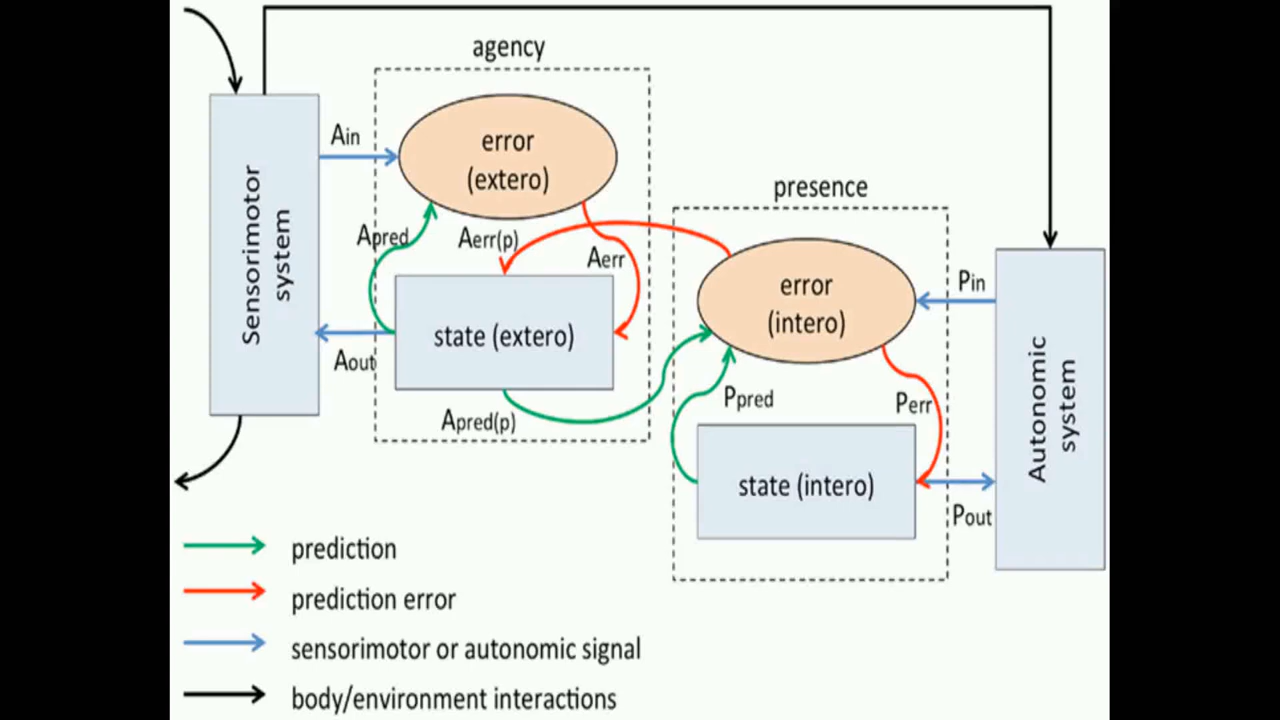 agency
Ain
error
(extero)
Sensorimotor
system
presence
Apred
Aerr(p)
Aerr
error
(intero)
Pin
state (extero)
Aout
Autonomic
system
Ppred
Perr
Apred(p)
state (intero)
Pout
prediction
prediction error
sensorimotor or autonomic signal
body/environment interactions